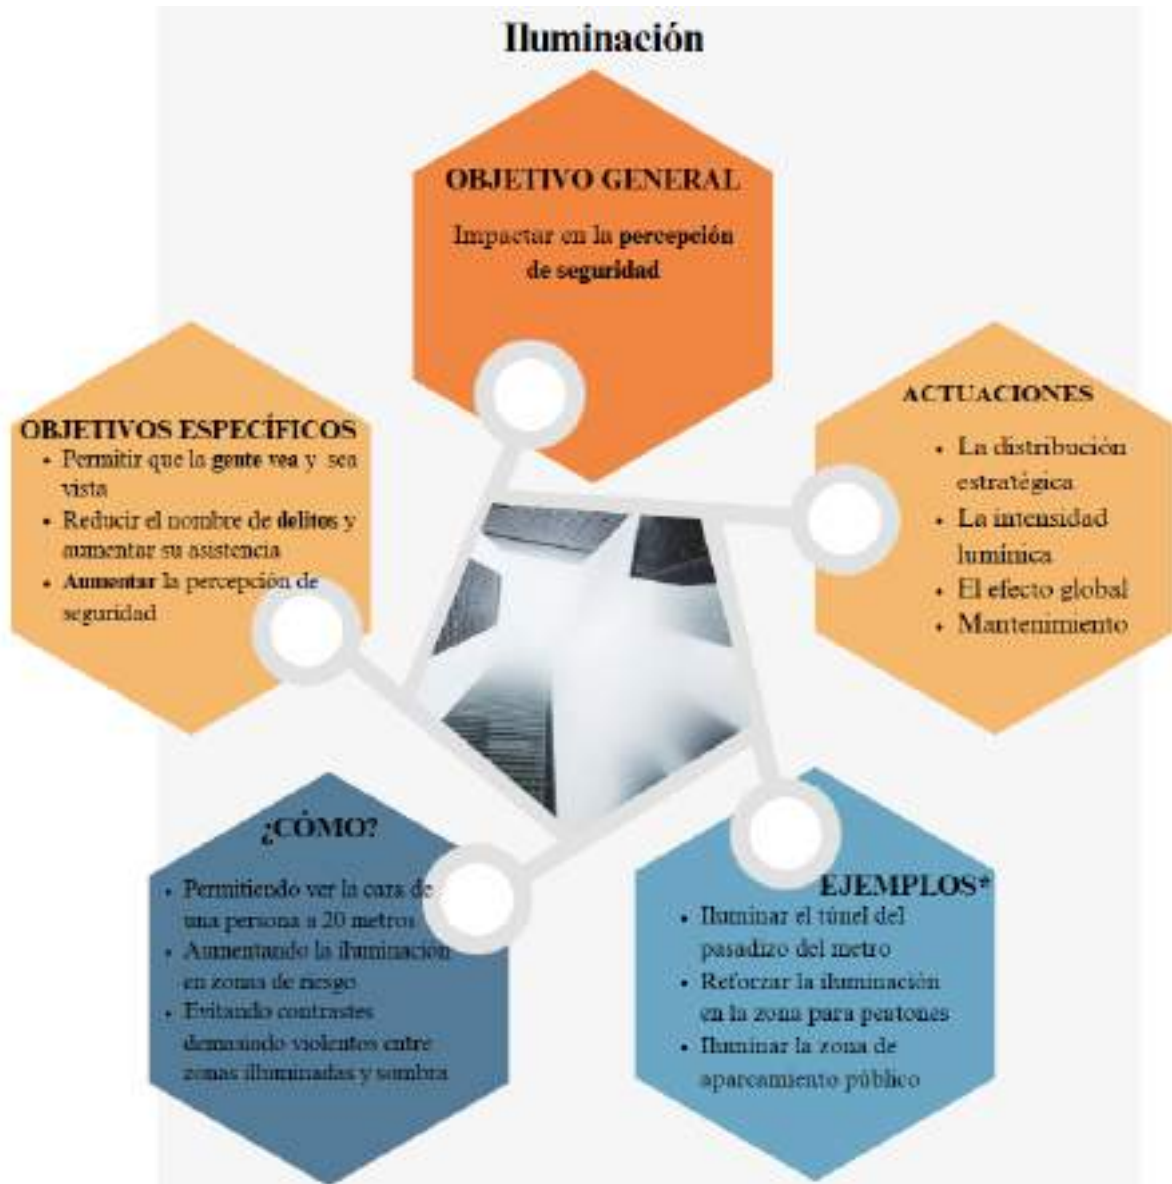 Iluminación
OBJETIVO GENERAL
Impactar en la percepción
de seguridad
OBJETIVOS ESPECÍFICOS
• Permitir que la gente vea y sea
vista
• Reducir el nombre de delitos y
aumentar su asistencia
• Aumentar la percepción de
seguridad
ACTUACIONES
• La distribución
estratégica
• La intensidad
lumínica
• El efecto global
• Mantenimiento
¿CÓMO?
• Permitiendo ver la cara de
una persona a 20 metros
• Aumentando la iluminación
en zonas de riesgo
• Evitando contrastes
demasiado violentos entre
zonas illuminadas y sombra
EJEMPLOS*
• Iluminar el túnel del
pasadizo del metro
• Reforzar la iluminación
en la zona para peatones
• Iluminar la zona de
aparcamiento público